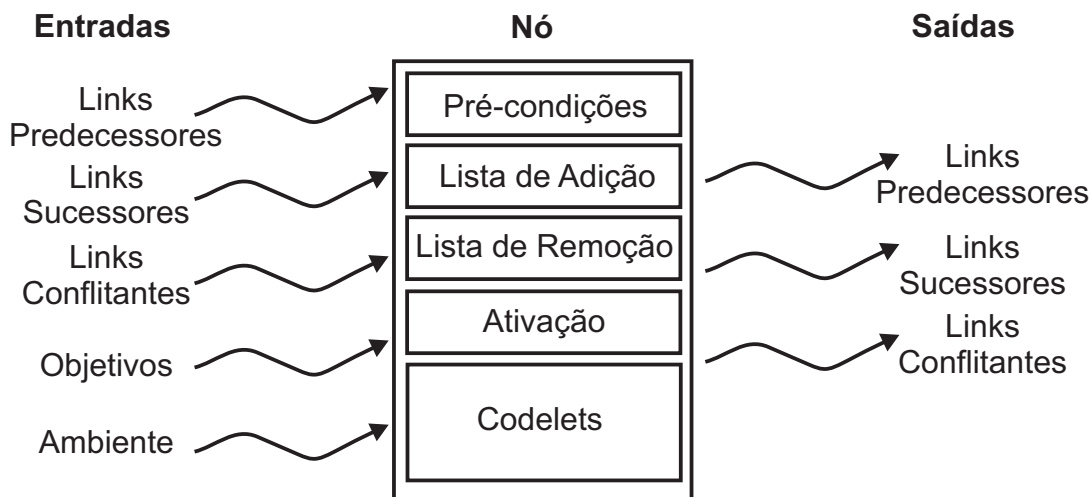 Entradas
Nó
Saídas
Links
Predecessores
Links
Sucessores
Links
Conflitantes
Objetivos
Ambiente
Pré-condições
Lista de Adição
Lista de Remoção
Ativação
Codelets
Links
Predecessores
Links
Sucessores
Links
Conflitantes